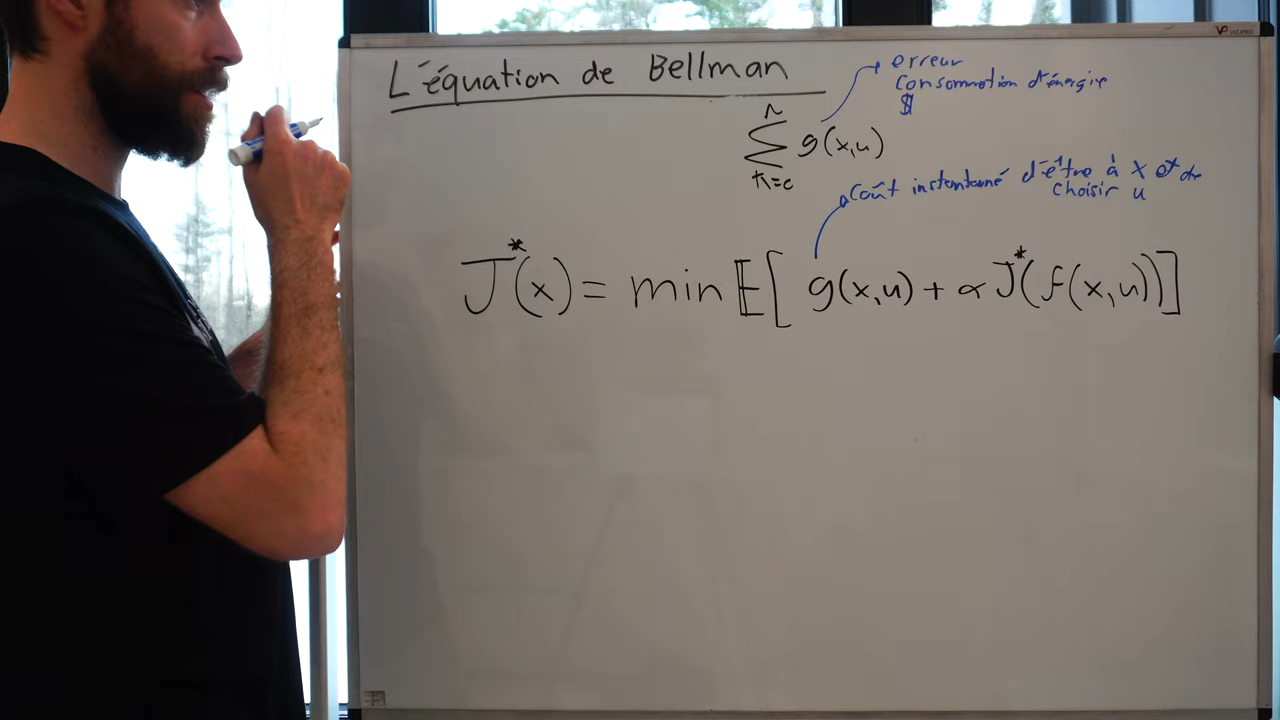 L'équation de Bellman
erreur
consommation d'énergie
$
N
∑ g(x,u)
k=0
coût instantané d'être à x et de
choisir u
J*(x) = min E[ g(x,u) + α J*(f(x,u))]